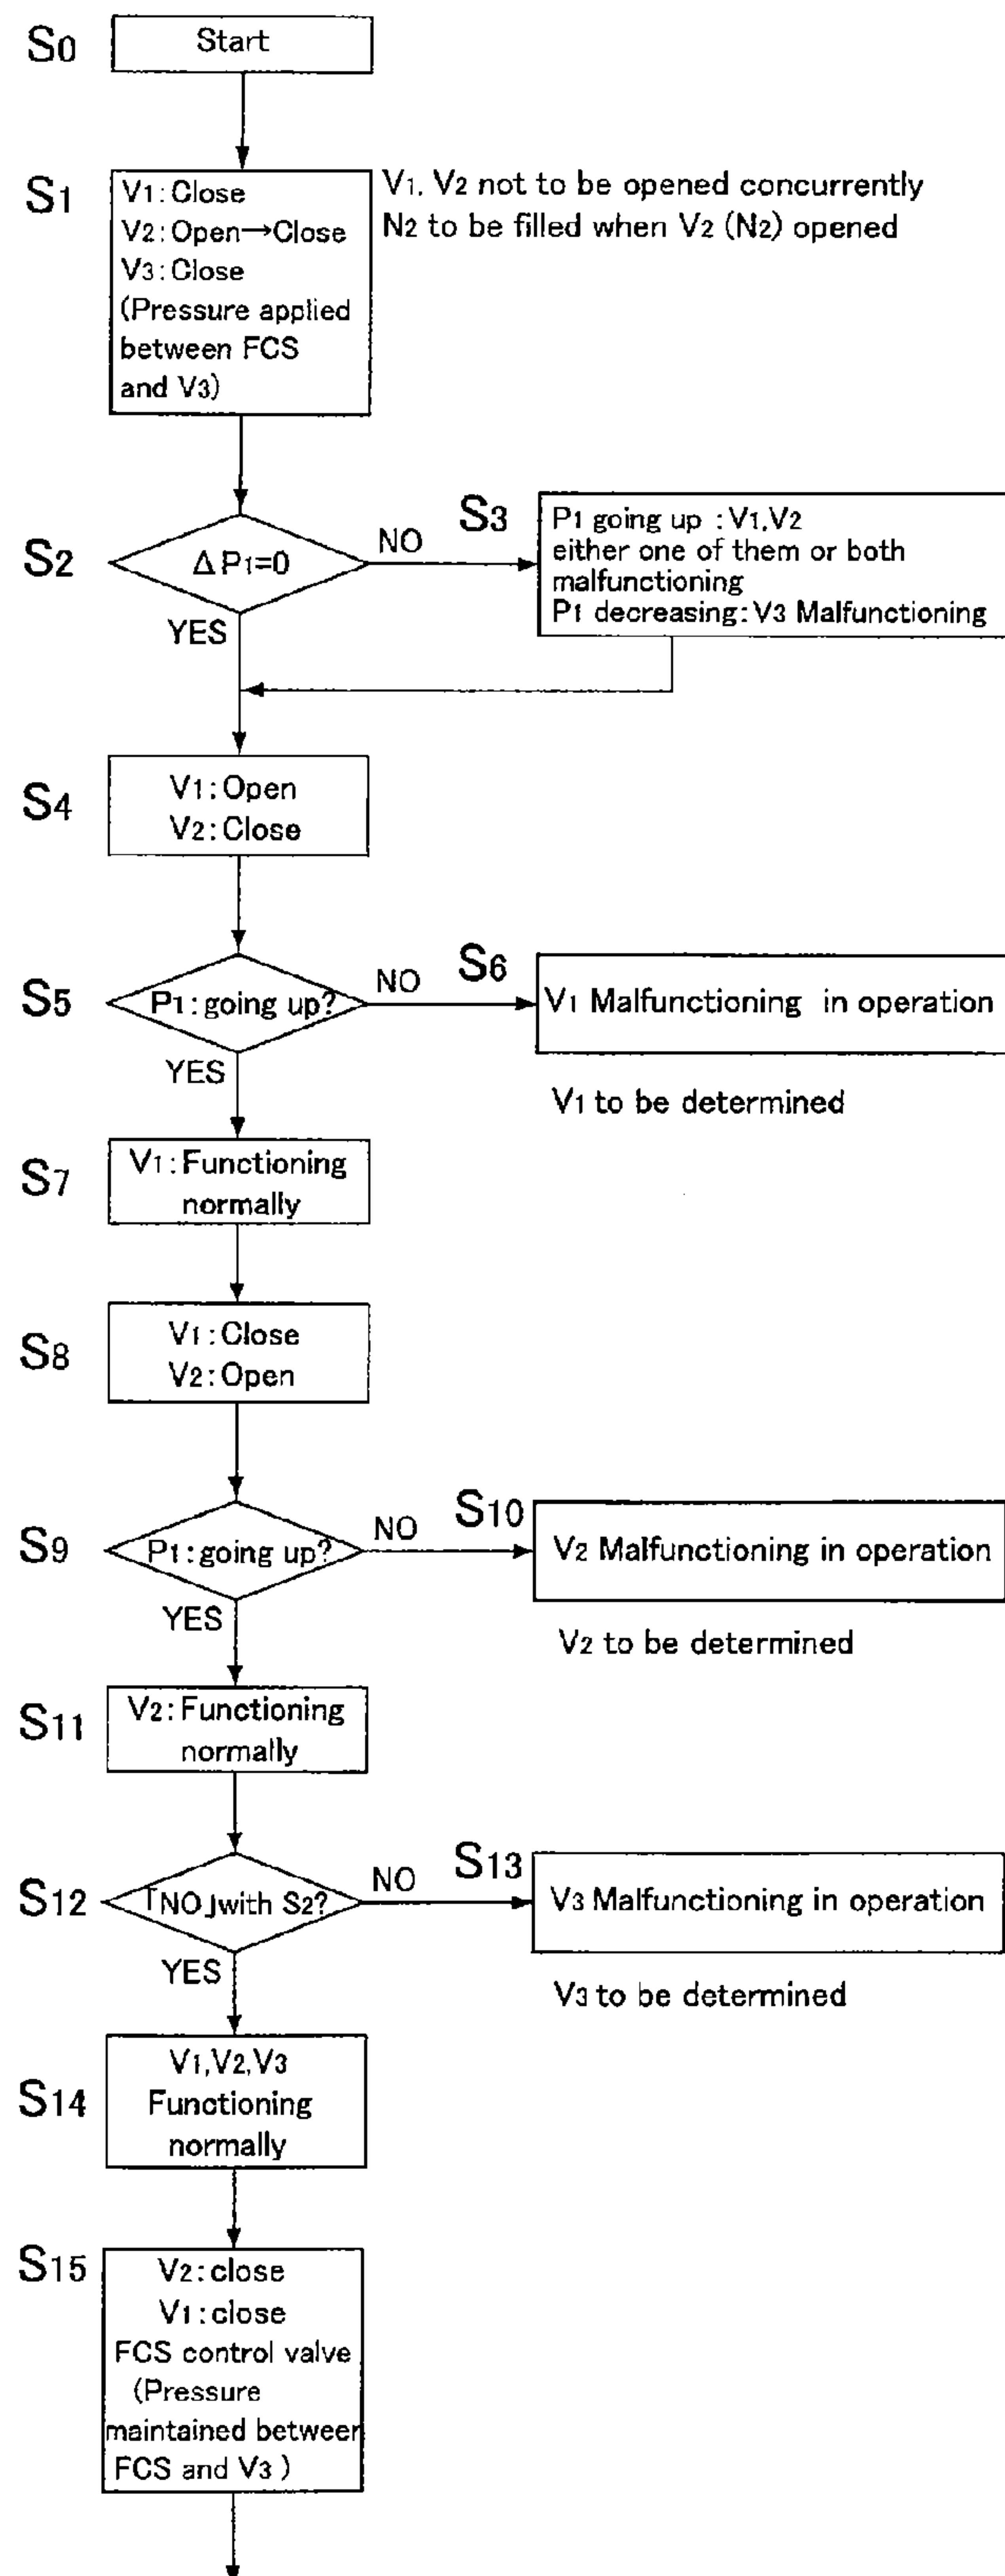 S0
Start
S1
V1:Close
V2:Open→Close
V3:Close
(Pressure applied
between FCS
and V3)
V1, V2 not to be opened concurrently
N2 to be filled when V2 (N2) opened
S2
ΔP1=0
NO
YES
S3
P1 going up :V1,V2
either one of them or both
malfunctioning
P1 decreasing:V3 Malfunctioning
S4
V1:Open
V2:Close
S5
P1:going up?
NO
YES
S6
V1 Malfunctioning in operation
V1 to be determined
S7
V1:Functioning
normally
S8
V1:Close
V2:Open
S9
P1:going up?
NO
YES
S10
V2 Malfunctioning in operation
V2 to be determined
S11
V2:Functioning
normally
S12
「NO」with S2?
NO
YES
S13
V3 Malfunctioning in operation
V3 to be determined
S14
V1,V2,V3
Functioning
normally
S15
V2:close
V1:close
FCS control valve
(Pressure
maintained between
FCS and V3 )